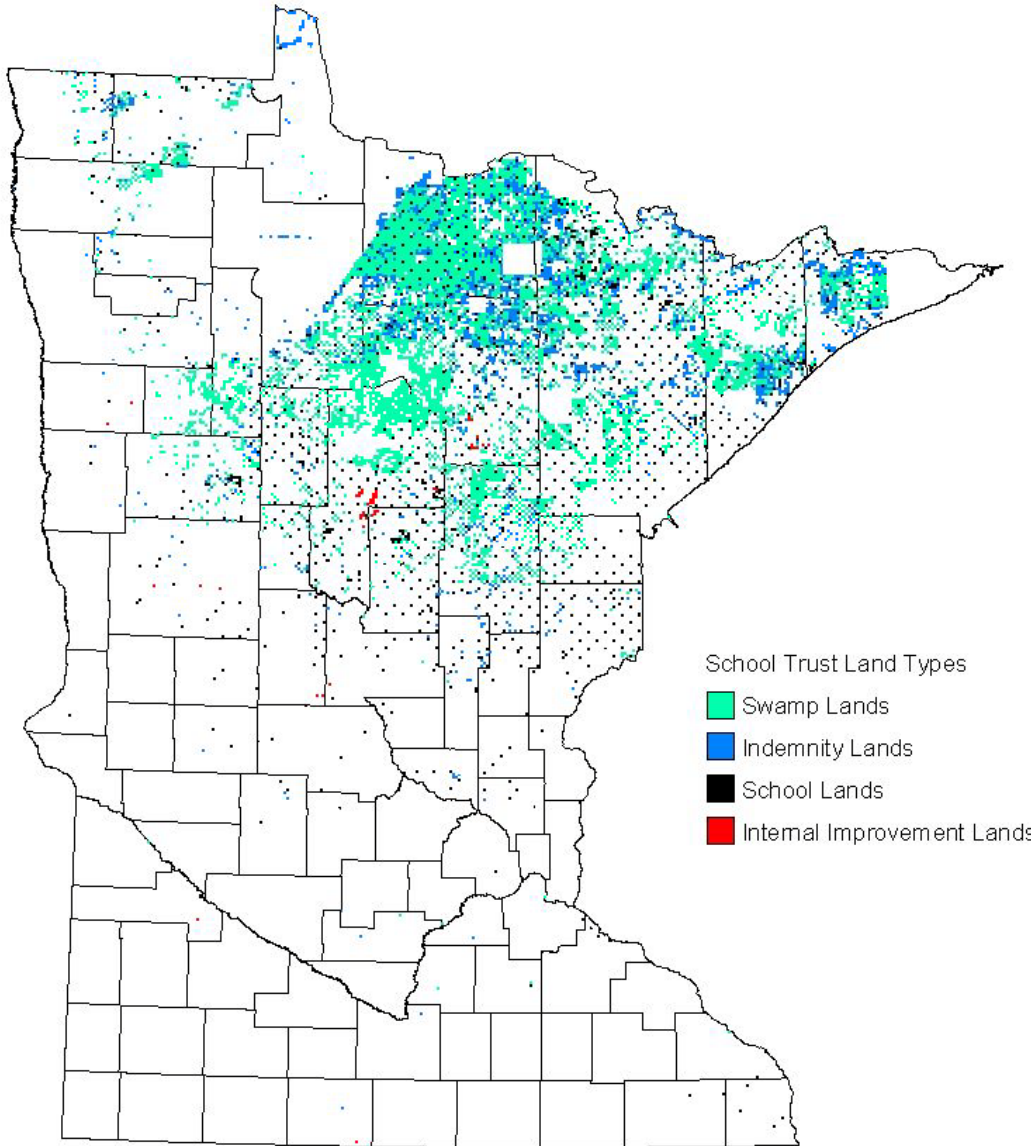 School Trust Land Types
Swamp Lands
Indemnity Lands
School Lands
Internal Improvement Lands